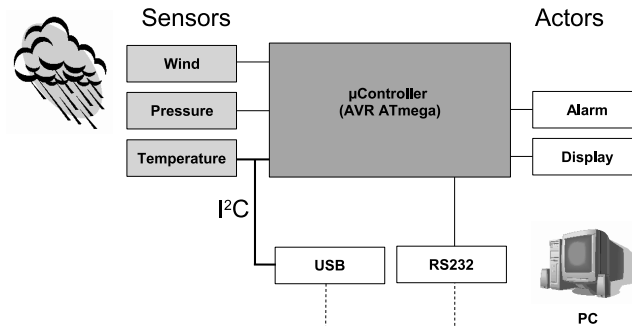 Sensors
Actors
Wind
µController
(AVR ATmega)
Pressure
Alarm
Temperature
Display
I²C
USB
RS232
PC